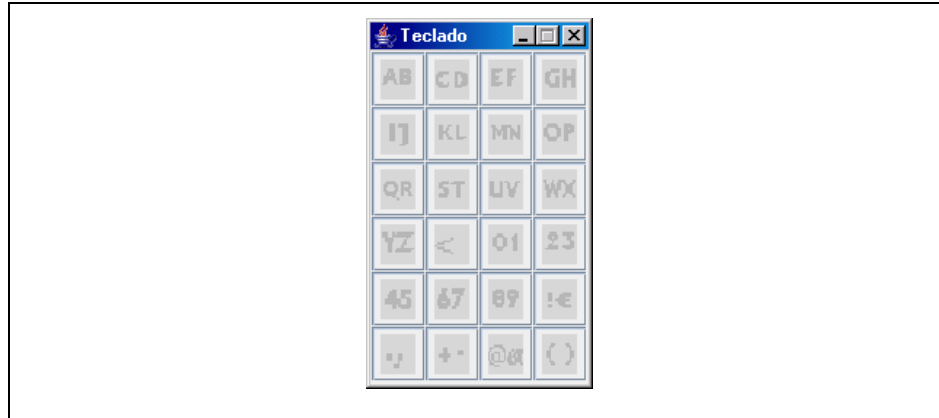 Teclado
AB CD EF GH
IJ KL MN OP
QR ST UV WX
YZ < 01 23
45 67 89 !€
., + - @& ( )